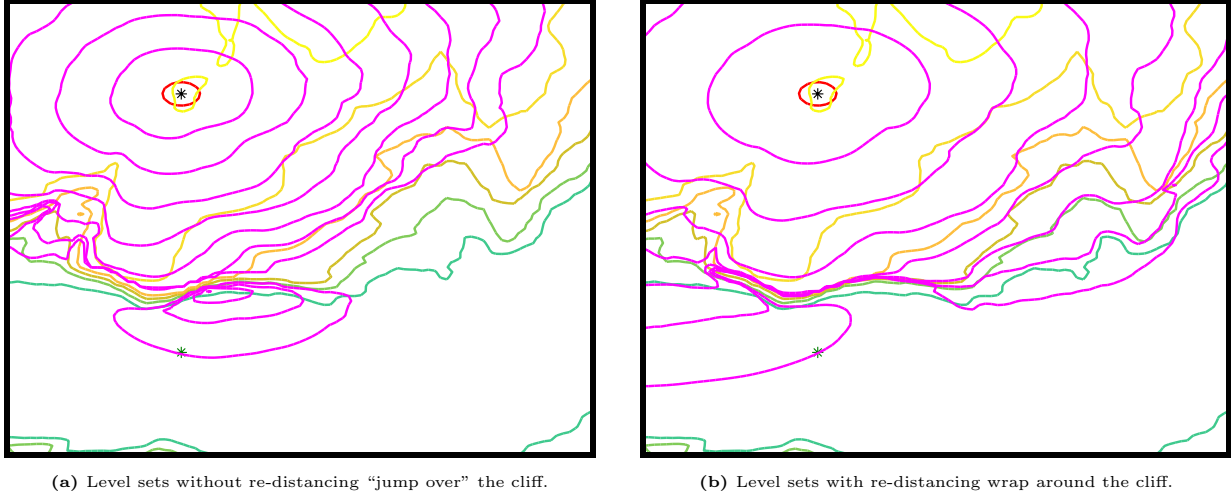 (a) Level sets without re-distancing “jump over” the cliff.
(b) Level sets with re-distancing wrap around the cliff.